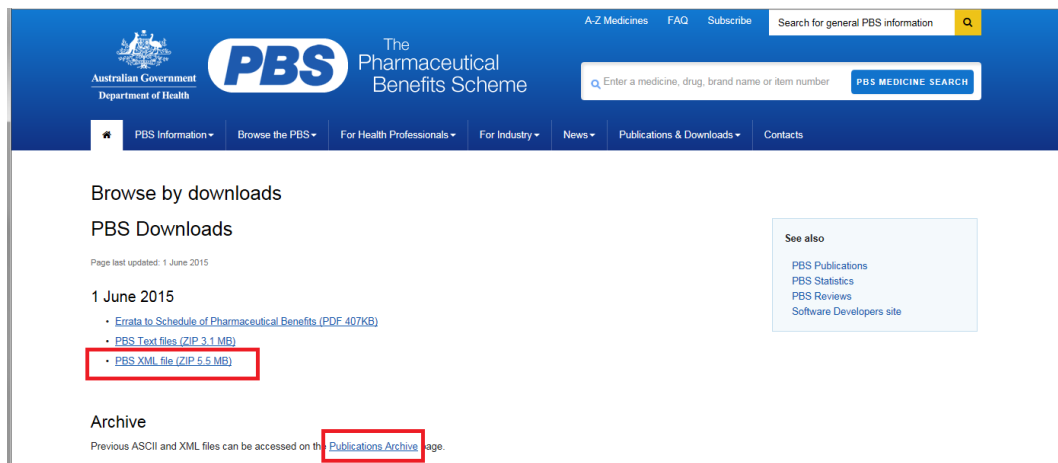 A-Z Medicines FAQ Subscribe Search for general PBS information
Australian Government
Department of Health
PBS
The
Pharmaceutical
Benefits Scheme
Enter a medicine, drug, brand name or item number PBS MEDICINE SEARCH
PBS Information Browse the PBS For Health Professionals For Industry News Publications & Downloads Contacts
Browse by downloads
PBS Downloads
Page last updated: 1 June 2015
1 June 2015
• Errata to Schedule of Pharmaceutical Benefits (PDF 407KB)
• PBS Text files (ZIP 3.1 MB)
• PBS XML file (ZIP 5.5 MB)
See also
PBS Publications
PBS Statistics
PBS Reviews
Software Developers site
Archive
Previous ASCII and XML files can be accessed on the Publications Archive page.